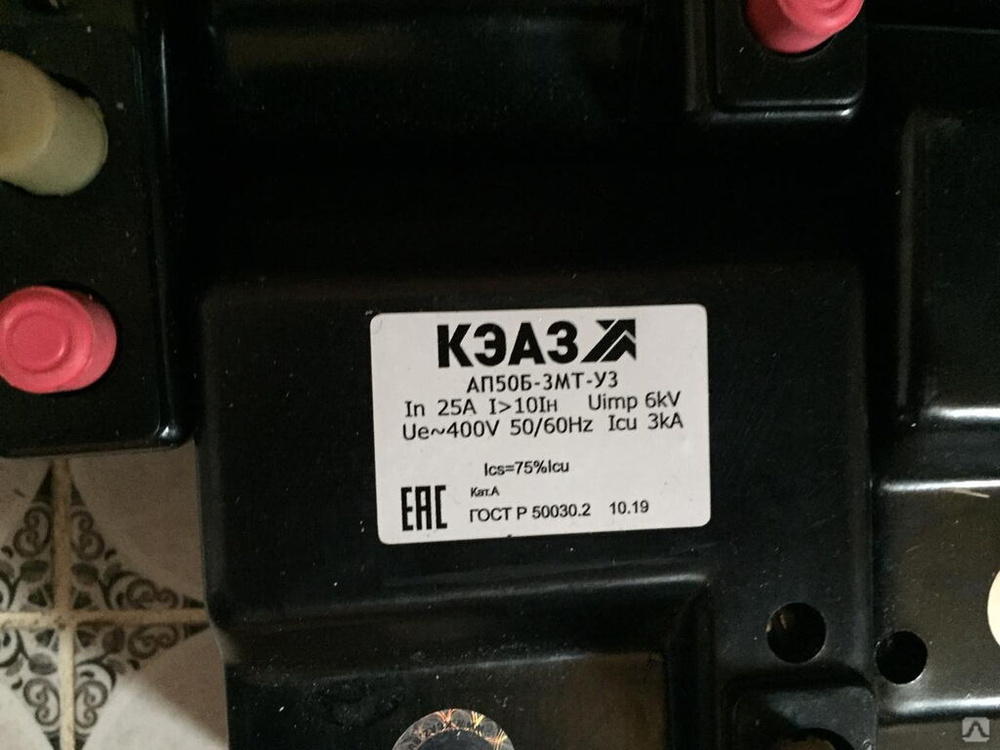 КЭАЗ
АП50Б-3МТ-У3
In 25A I>10Iн Uimp 6kV
Ue~400V 50/60Hz Icu 3kA
Ics=75%Icu
Кат.А
ЕАС ГОСТ Р 50030.2 10.19